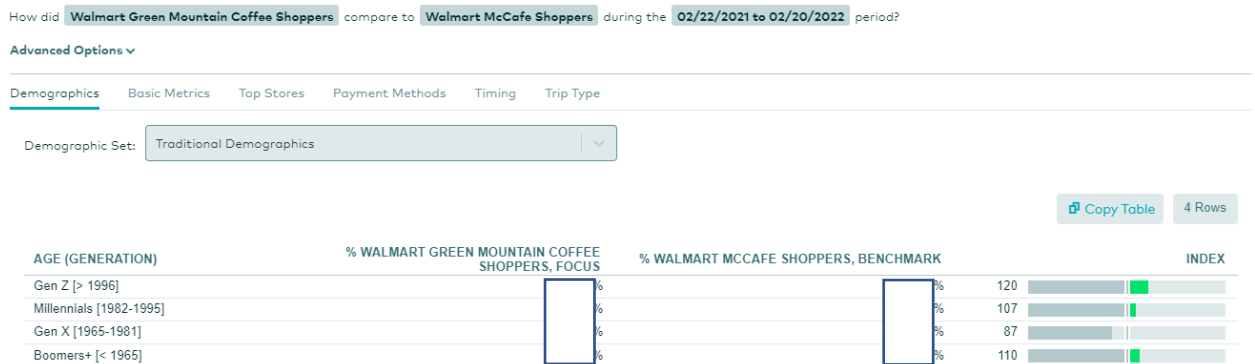 How did Walmart Green Mountain Coffee Shoppers compare to Walmart McCafe Shoppers during the 02/22/2021 to 02/20/2022 period?
Advanced Options
Demographics Basic Metrics Top Stores Payment Methods Timing Trip Type
Demographic Set: Traditional Demographics
Copy Table 4 Rows
AGE (GENERATION) % WALMART GREEN MOUNTAIN COFFEE SHOPPERS, FOCUS % WALMART MCCAFE SHOPPERS, BENCHMARK INDEX
Gen Z [> 1996] % % 120
Millennials [1982-1995] % % 107
Gen X [1965-1981] % % 87
Boomers+ [< 1965] % % 110